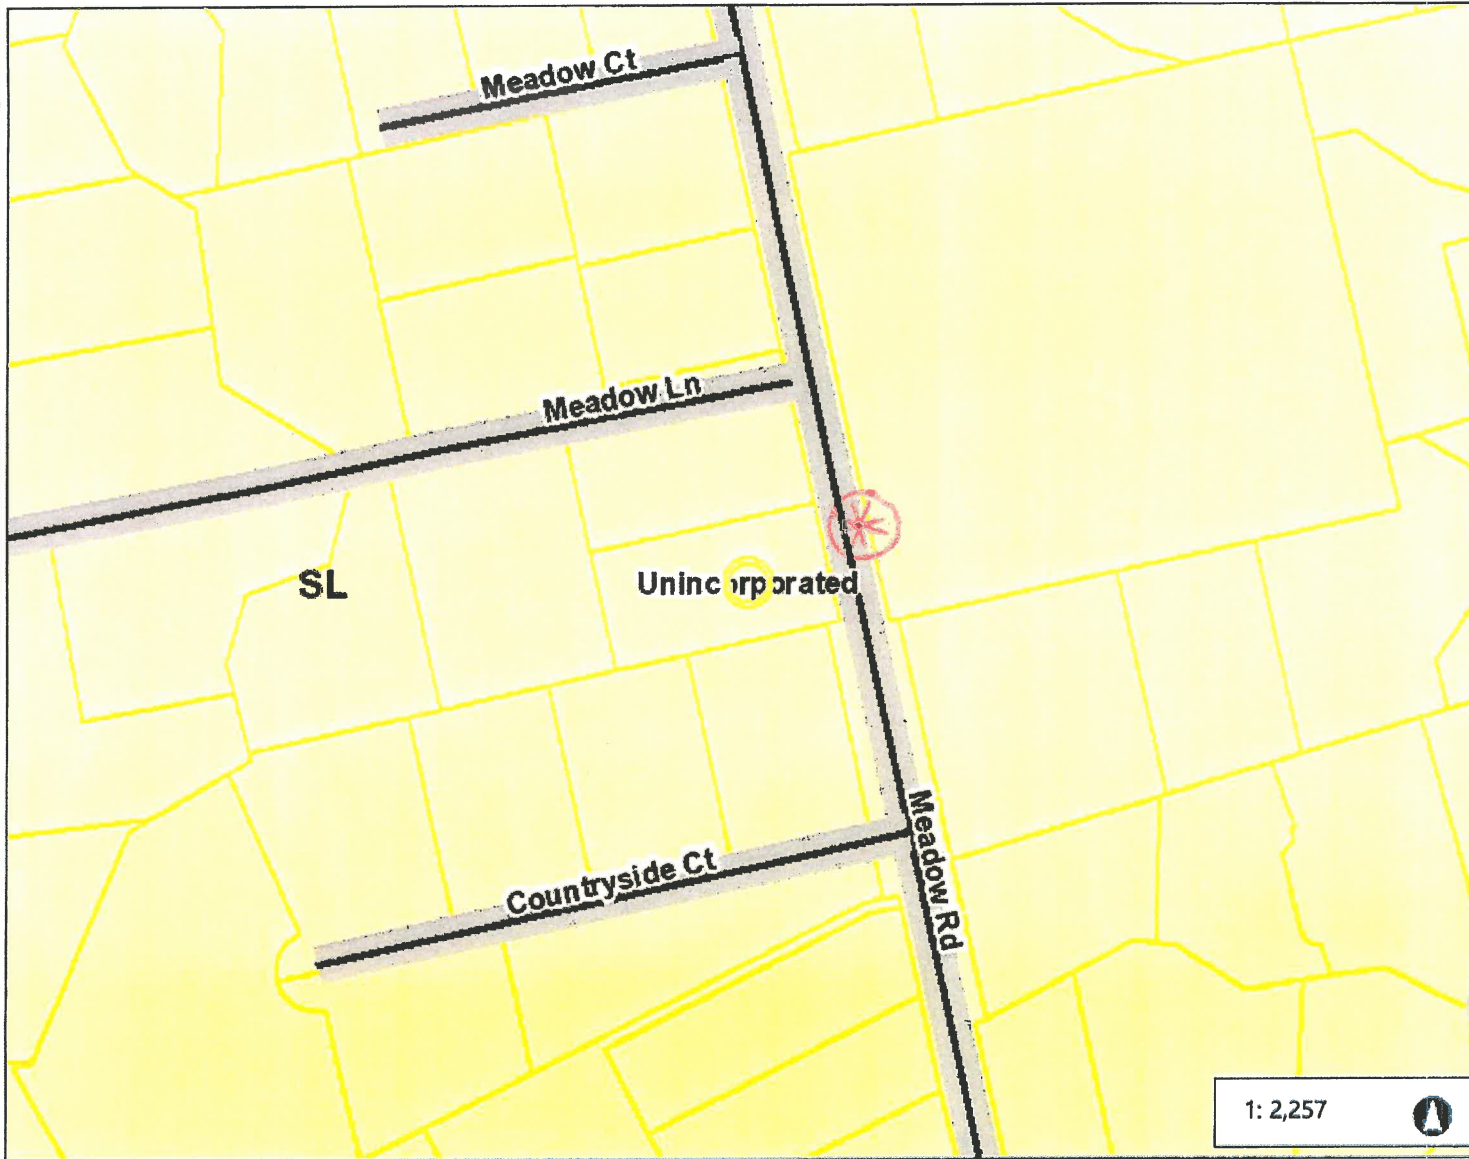 Meadow Ct
Meadow Ln
SL
Unincorporated
Meadow Rd
Countryside Ct
1: 2,257